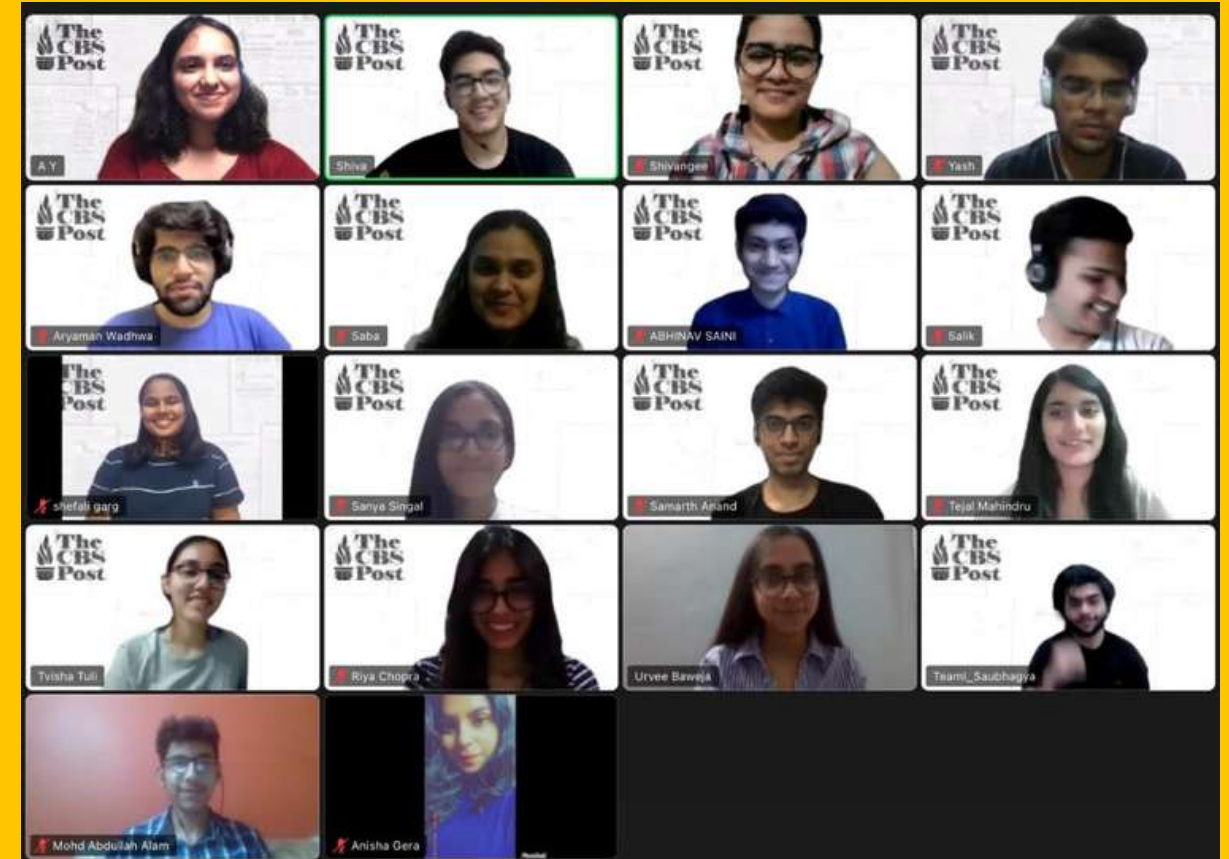 The
CBS
Post
A Y
The
CBS
Post
Shiva
The
CBS
Post
Shivangee
The
CBS
Post
Yash
The
CBS
Post
Aryaman Wadhwa
The
CBS
Post
Saba
The
CBS
Post
ABHINAV SAINI
The
CBS
Post
Salik
The
CBS
Post
shefali garg
The
CBS
Post
Sanya Singal
The
CBS
Post
Samarth Anand
The
CBS
Post
Tejal Mahindru
The
CBS
Post
Tvisha Tuli
The
CBS
Post
Riya Chopra
Urvee Baweja
The
CBS
Post
TeamI_Saubhagya
Mohd Abdullah Alam
Anisha Gera